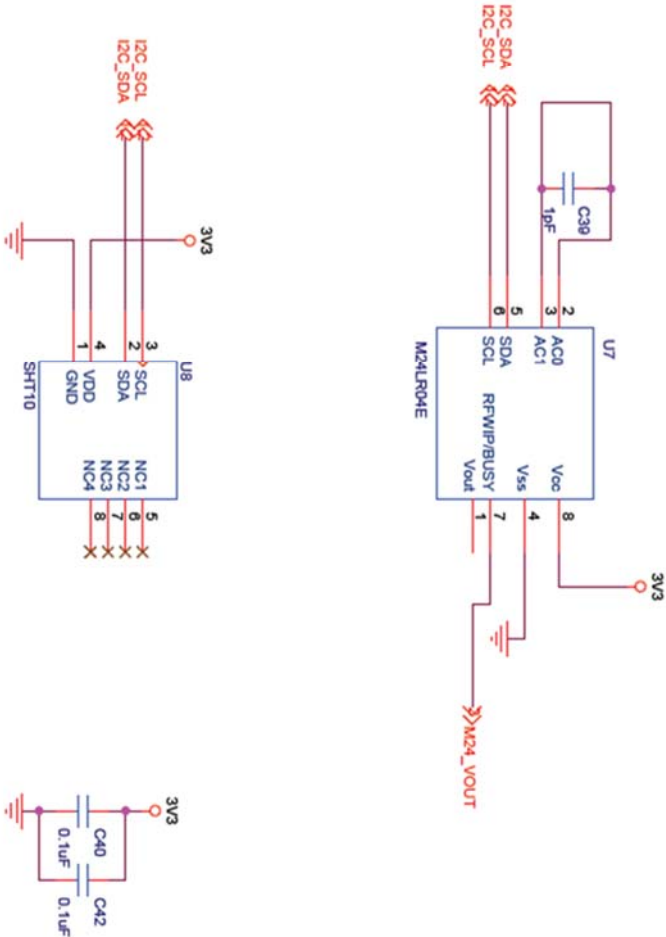 3V3
U7
C39
1pF
2
3
5
6
AC0
AC1
SDA
SCL
Vcc
Vss
RFWIP/BUSY
Vout
8
4
7
1
I2C_SDA
I2C_SCL
M24LR04E
M24_VOUT
3V3
U8
I2C_SCL
I2C_SDA
3
2
4
1
SCL
SDA
VDD
GND
NC1
NC2
NC3
NC4
5
6
7
8
SHT10
3V3
C40
0.1uF
C42
0.1uF